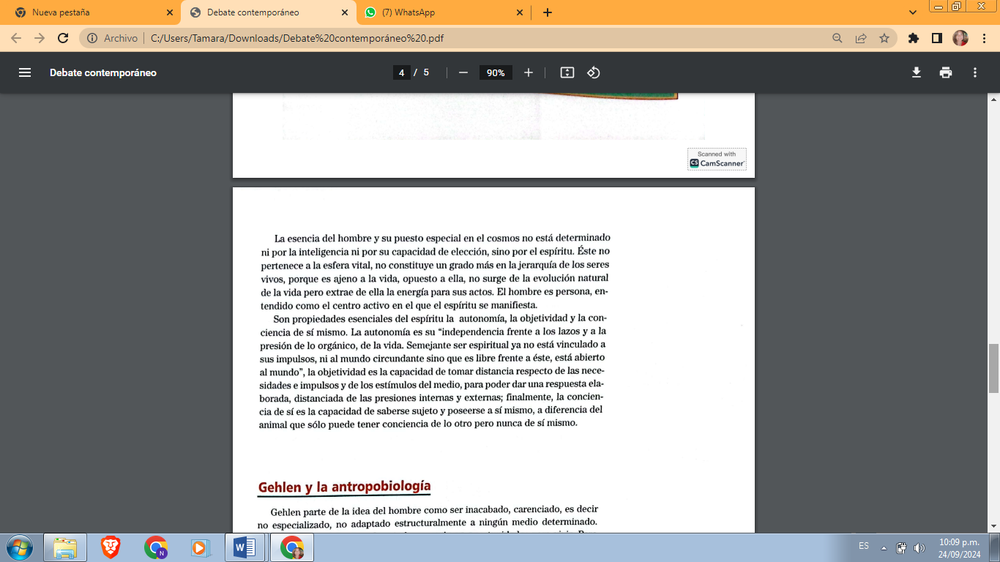 Nueva pestaña
Debate contemporáneo
(7) WhatsApp
Archivo
C:/Users/Tamara/Downloads/Debate%20contemporáneo%20.pdf
Debate contemporáneo
4 / 5
90%
Scanned with
CS CamScanner
La esencia del hombre y su puesto especial en el cosmos no está determinado
ni por la inteligencia ni por su capacidad de elección, sino por el espíritu. Éste no
pertenece a la esfera vital, no constituye un grado más en la jerarquía de los seres
vivos, porque es ajeno a la vida, opuesto a ella, no surge de la evolución natural
de la vida pero extrae de ella la energía para sus actos. El hombre es persona, en-
tendido como el centro activo en el que el espíritu se manifiesta.
Son propiedades esenciales del espíritu la autonomía, la objetividad y la con-
ciencia de sí mismo. La autonomía es su “independencia frente a los lazos y a la
presión de lo orgánico, de la vida. Semejante ser espiritual ya no está vinculado a
sus impulsos, ni al mundo circundante sino que es libre frente a éste, está abierto
al mundo”, la objetividad es la capacidad de tomar distancia respecto de las nece-
sidades e impulsos y de los estímulos del medio, para poder dar una respuesta ela-
borada, distanciada de las presiones internas y externas; finalmente, la concien-
cia de sí es la capacidad de saberse sujeto y poseerse a sí mismo, a diferencia del
animal que sólo puede tener conciencia de lo otro pero nunca de sí mismo.
Gehlen y la antropobiología
Gehlen parte de la idea del hombre como ser inacabado, carenciado, es decir
no especializado, no adaptado estructuralmente a ningún medio determinado.
ES
10:09 p.m.
24/09/2024